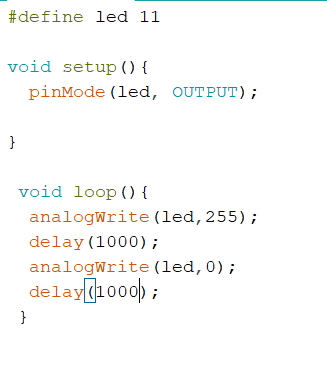 #define led 11
void setup(){
pinMode(led, OUTPUT);
}
void loop(){
analogWrite(led,255);
delay(1000);
analogWrite(led,0);
delay(1000);
}